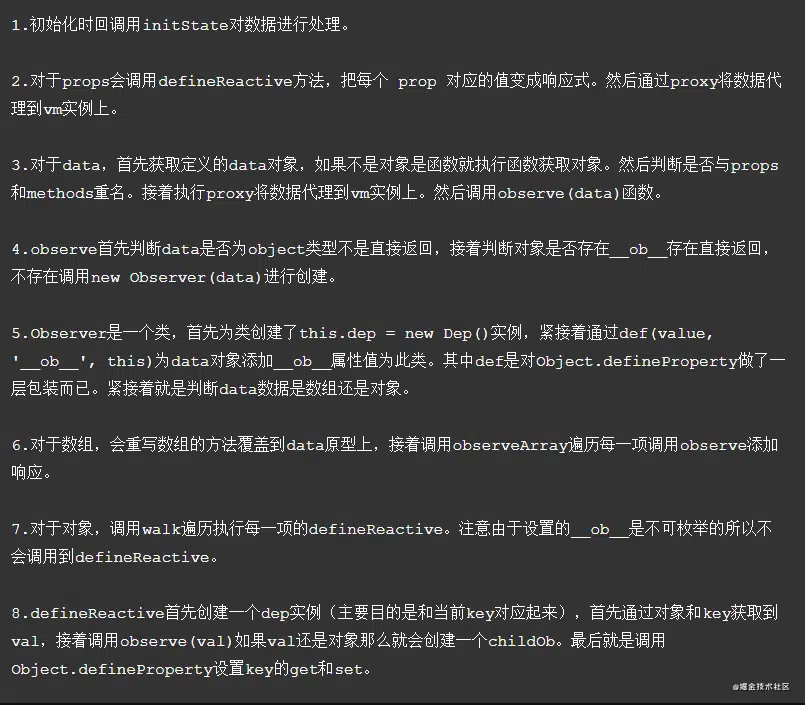 1.初始化时回调用initState对数据进行处理。
2.对于props会调用defineReactive方法，把每个 prop 对应的值变成响应式。然后通过proxy将数据代
理到vm实例上。
3.对于data，首先获取定义的data对象，如果不是对象是函数就执行函数获取对象。然后判断是否与props
和methods重名。接着执行proxy将数据代理到vm实例上。然后调用observe(data)函数。
4.observe首先判断data是否为object类型不是直接返回，接着判断对象是否存在__ob__存在直接返回，
不存在调用new Observer(data)进行创建。
5.Observer是一个类，首先为类创建了this.dep = new Dep()实例，紧接着通过def(value,
'__ob__', this)为data对象添加__ob__属性值为此类。其中def是对Object.defineProperty做了一
层包装而已。紧接着就是判断data数据是数组还是对象。
6.对于数组，会重写数组的方法覆盖到data原型上，接着调用observeArray遍历每一项调用observe添加
响应。
7.对于对象，调用walk遍历执行每一项的defineReactive。注意由于设置的__ob__是不可枚举的所以不
会调用到defineReactive。
8.defineReactive首先创建一个dep实例（主要目的是和当前key对应起来），首先通过对象和key获取到
val，接着调用observe(val)如果val还是对象那么就会创建一个childOb。最后就是调用
Object.defineProperty设置key的get和set。
@掘金技术社区